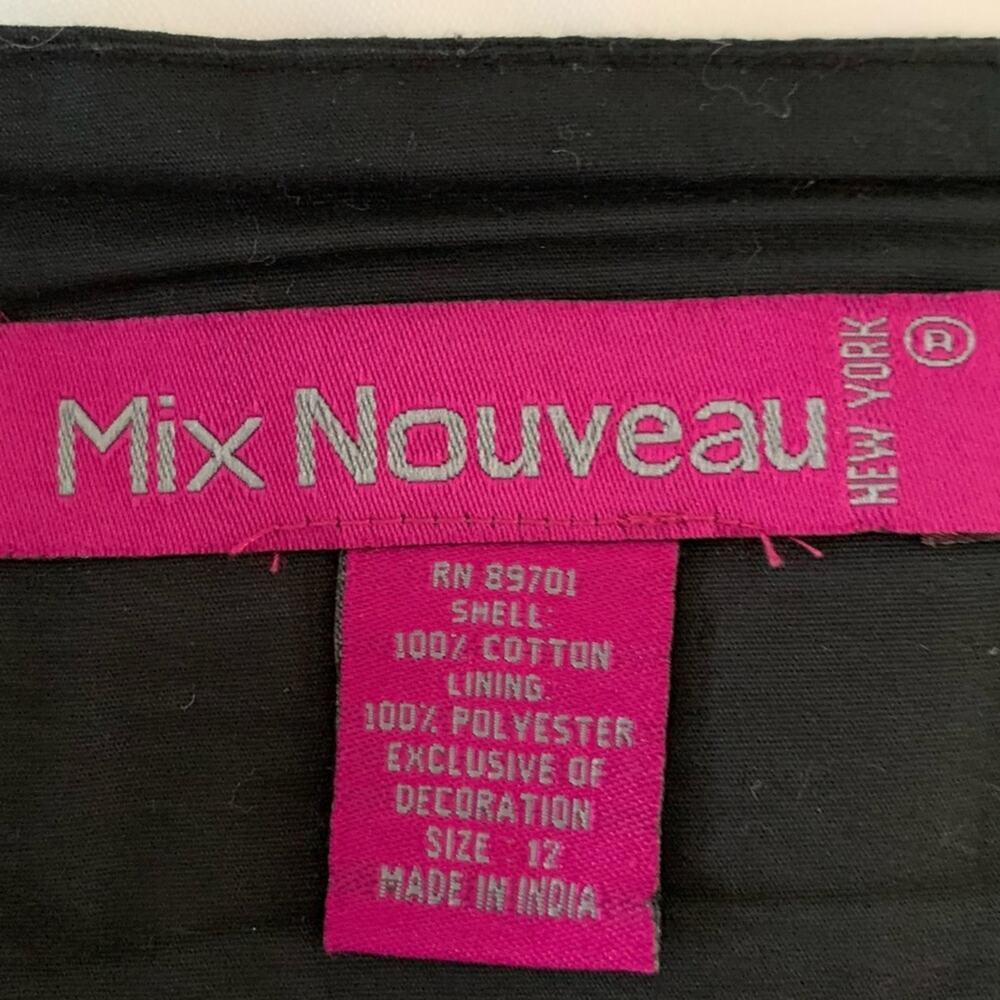 Mix Nouveau
NEW YORK
®
RN 89701
SHELL:
100% COTTON
LINING:
100% POLYESTER
EXCLUSIVE OF
DECORATION
SIZE : 12
MADE IN INDIA